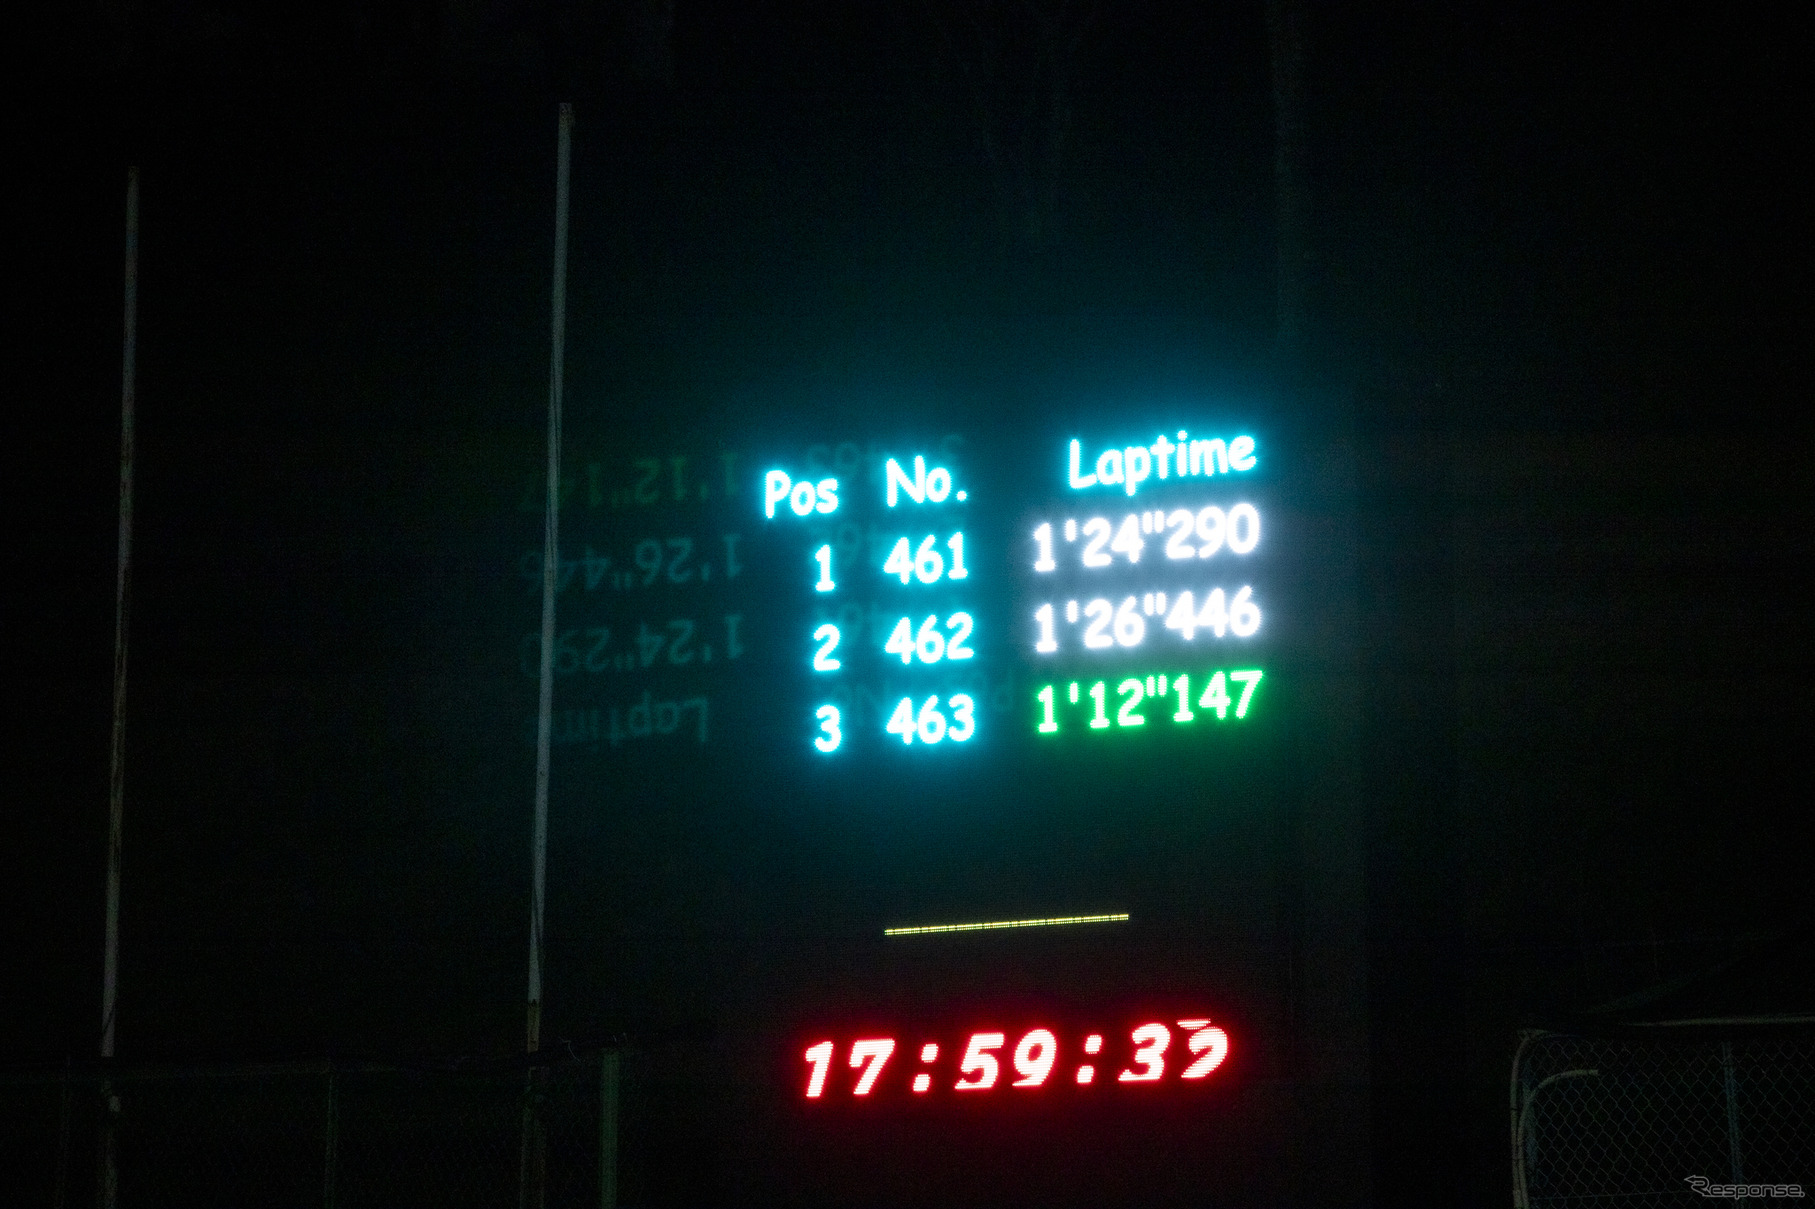 Pos No. Laptime
1 461 1'24"290
2 462 1'26"446
3 463 1'12"147
17:59:3
Response.